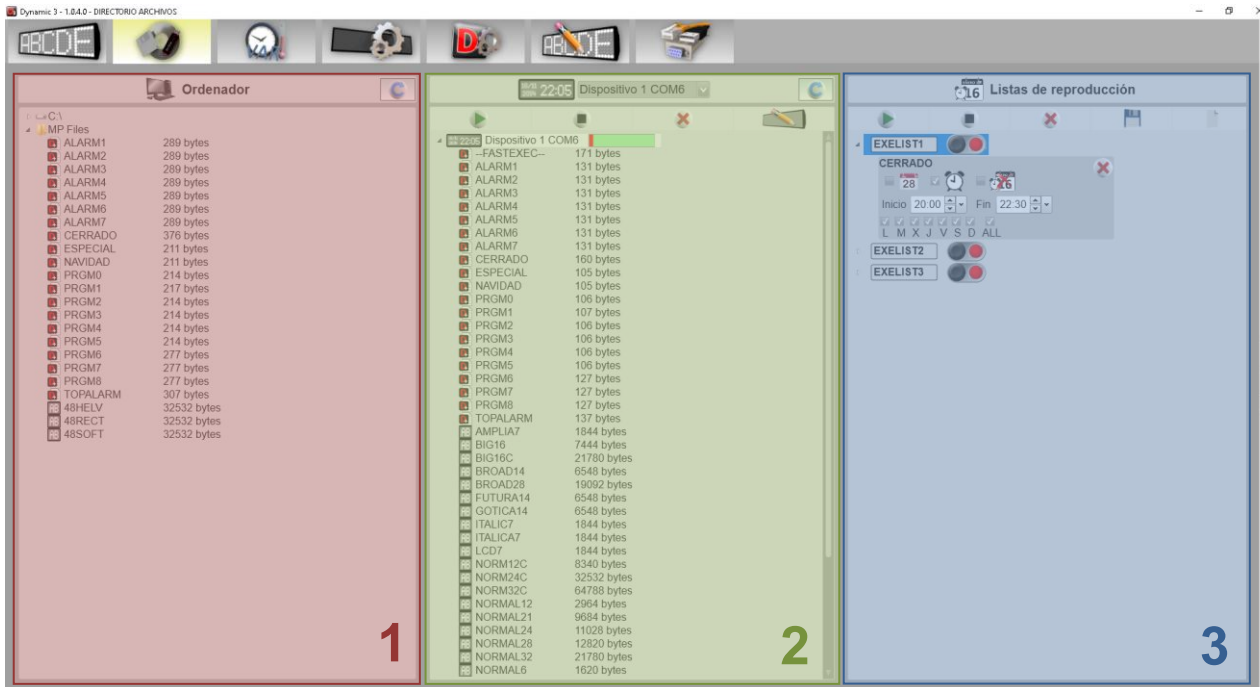 Dynamic 3 - 1.0.4.0 - DIRECTORIO ARCHIVOS
ABCDE
D
ABCDE
Ordenador
C:\
MP Files
ALARM1 289 bytes
ALARM2 289 bytes
ALARM3 289 bytes
ALARM4 289 bytes
ALARM5 289 bytes
ALARM6 289 bytes
ALARM7 289 bytes
CERRADO 376 bytes
ESPECIAL 211 bytes
NAVIDAD 211 bytes
PRGM0 214 bytes
PRGM1 217 bytes
PRGM2 214 bytes
PRGM3 214 bytes
PRGM4 214 bytes
PRGM5 214 bytes
PRGM6 277 bytes
PRGM7 277 bytes
PRGM8 277 bytes
TOPALARM 307 bytes
48HELV 32532 bytes
48RECT 32532 bytes
48SOFT 32532 bytes
1
22:05 Dispositivo 1 COM6
Dispositivo 1 COM6
--FASTEXEC-- 171 bytes
ALARM1 131 bytes
ALARM2 131 bytes
ALARM3 131 bytes
ALARM4 131 bytes
ALARM5 131 bytes
ALARM6 131 bytes
ALARM7 131 bytes
CERRADO 160 bytes
ESPECIAL 105 bytes
NAVIDAD 105 bytes
PRGM0 106 bytes
PRGM1 107 bytes
PRGM2 106 bytes
PRGM3 106 bytes
PRGM4 106 bytes
PRGM5 106 bytes
PRGM6 127 bytes
PRGM7 127 bytes
PRGM8 127 bytes
TOPALARM 137 bytes
AMPLIA7 1844 bytes
BIG16 7444 bytes
BIG16C 21780 bytes
BROAD14 6548 bytes
BROAD28 19092 bytes
FUTURA14 6548 bytes
GOTICA14 6548 bytes
ITALIC7 1844 bytes
ITALICA7 1844 bytes
LCD7 1844 bytes
NORM12C 8340 bytes
NORM24C 32532 bytes
NORM32C 64788 bytes
NORMAL12 2964 bytes
NORMAL21 9684 bytes
NORMAL24 11028 bytes
NORMAL28 12820 bytes
NORMAL32 21780 bytes
NORMAL6 1620 bytes
2
16 Listas de reproducción
EXELIST1
CERRADO
28
Inicio 20:00 Fin 22:30
L M X J V S D ALL
EXELIST2
EXELIST3
3